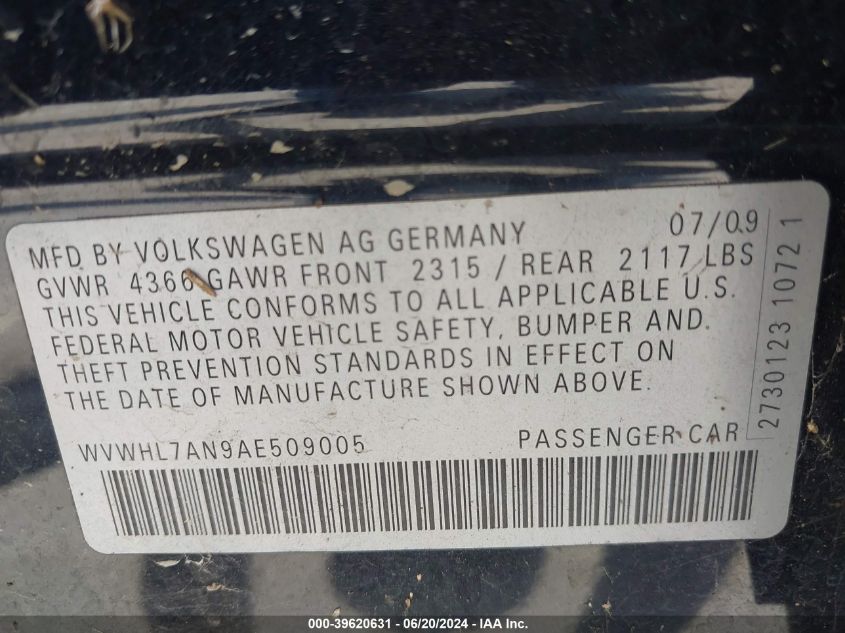 07/09
MFD BY VOLKSWAGEN AG GERMANY
GVWR 4366 GAWR FRONT 2315 / REAR 2117 LBS
THIS VEHICLE CONFORMS TO ALL APPLICABLE U.S.
FEDERAL MOTOR VEHICLE SAFETY, BUMPER AND.
THEFT PREVENTION STANDARDS IN EFFECT ON
THE DATE OF MANUFACTURE SHOWN ABOVE.
WVWHL7AN9AE509005 PASSENGER CAR
2730123 1072 1
000-39620631 - 06/20/2024 - IAA Inc.